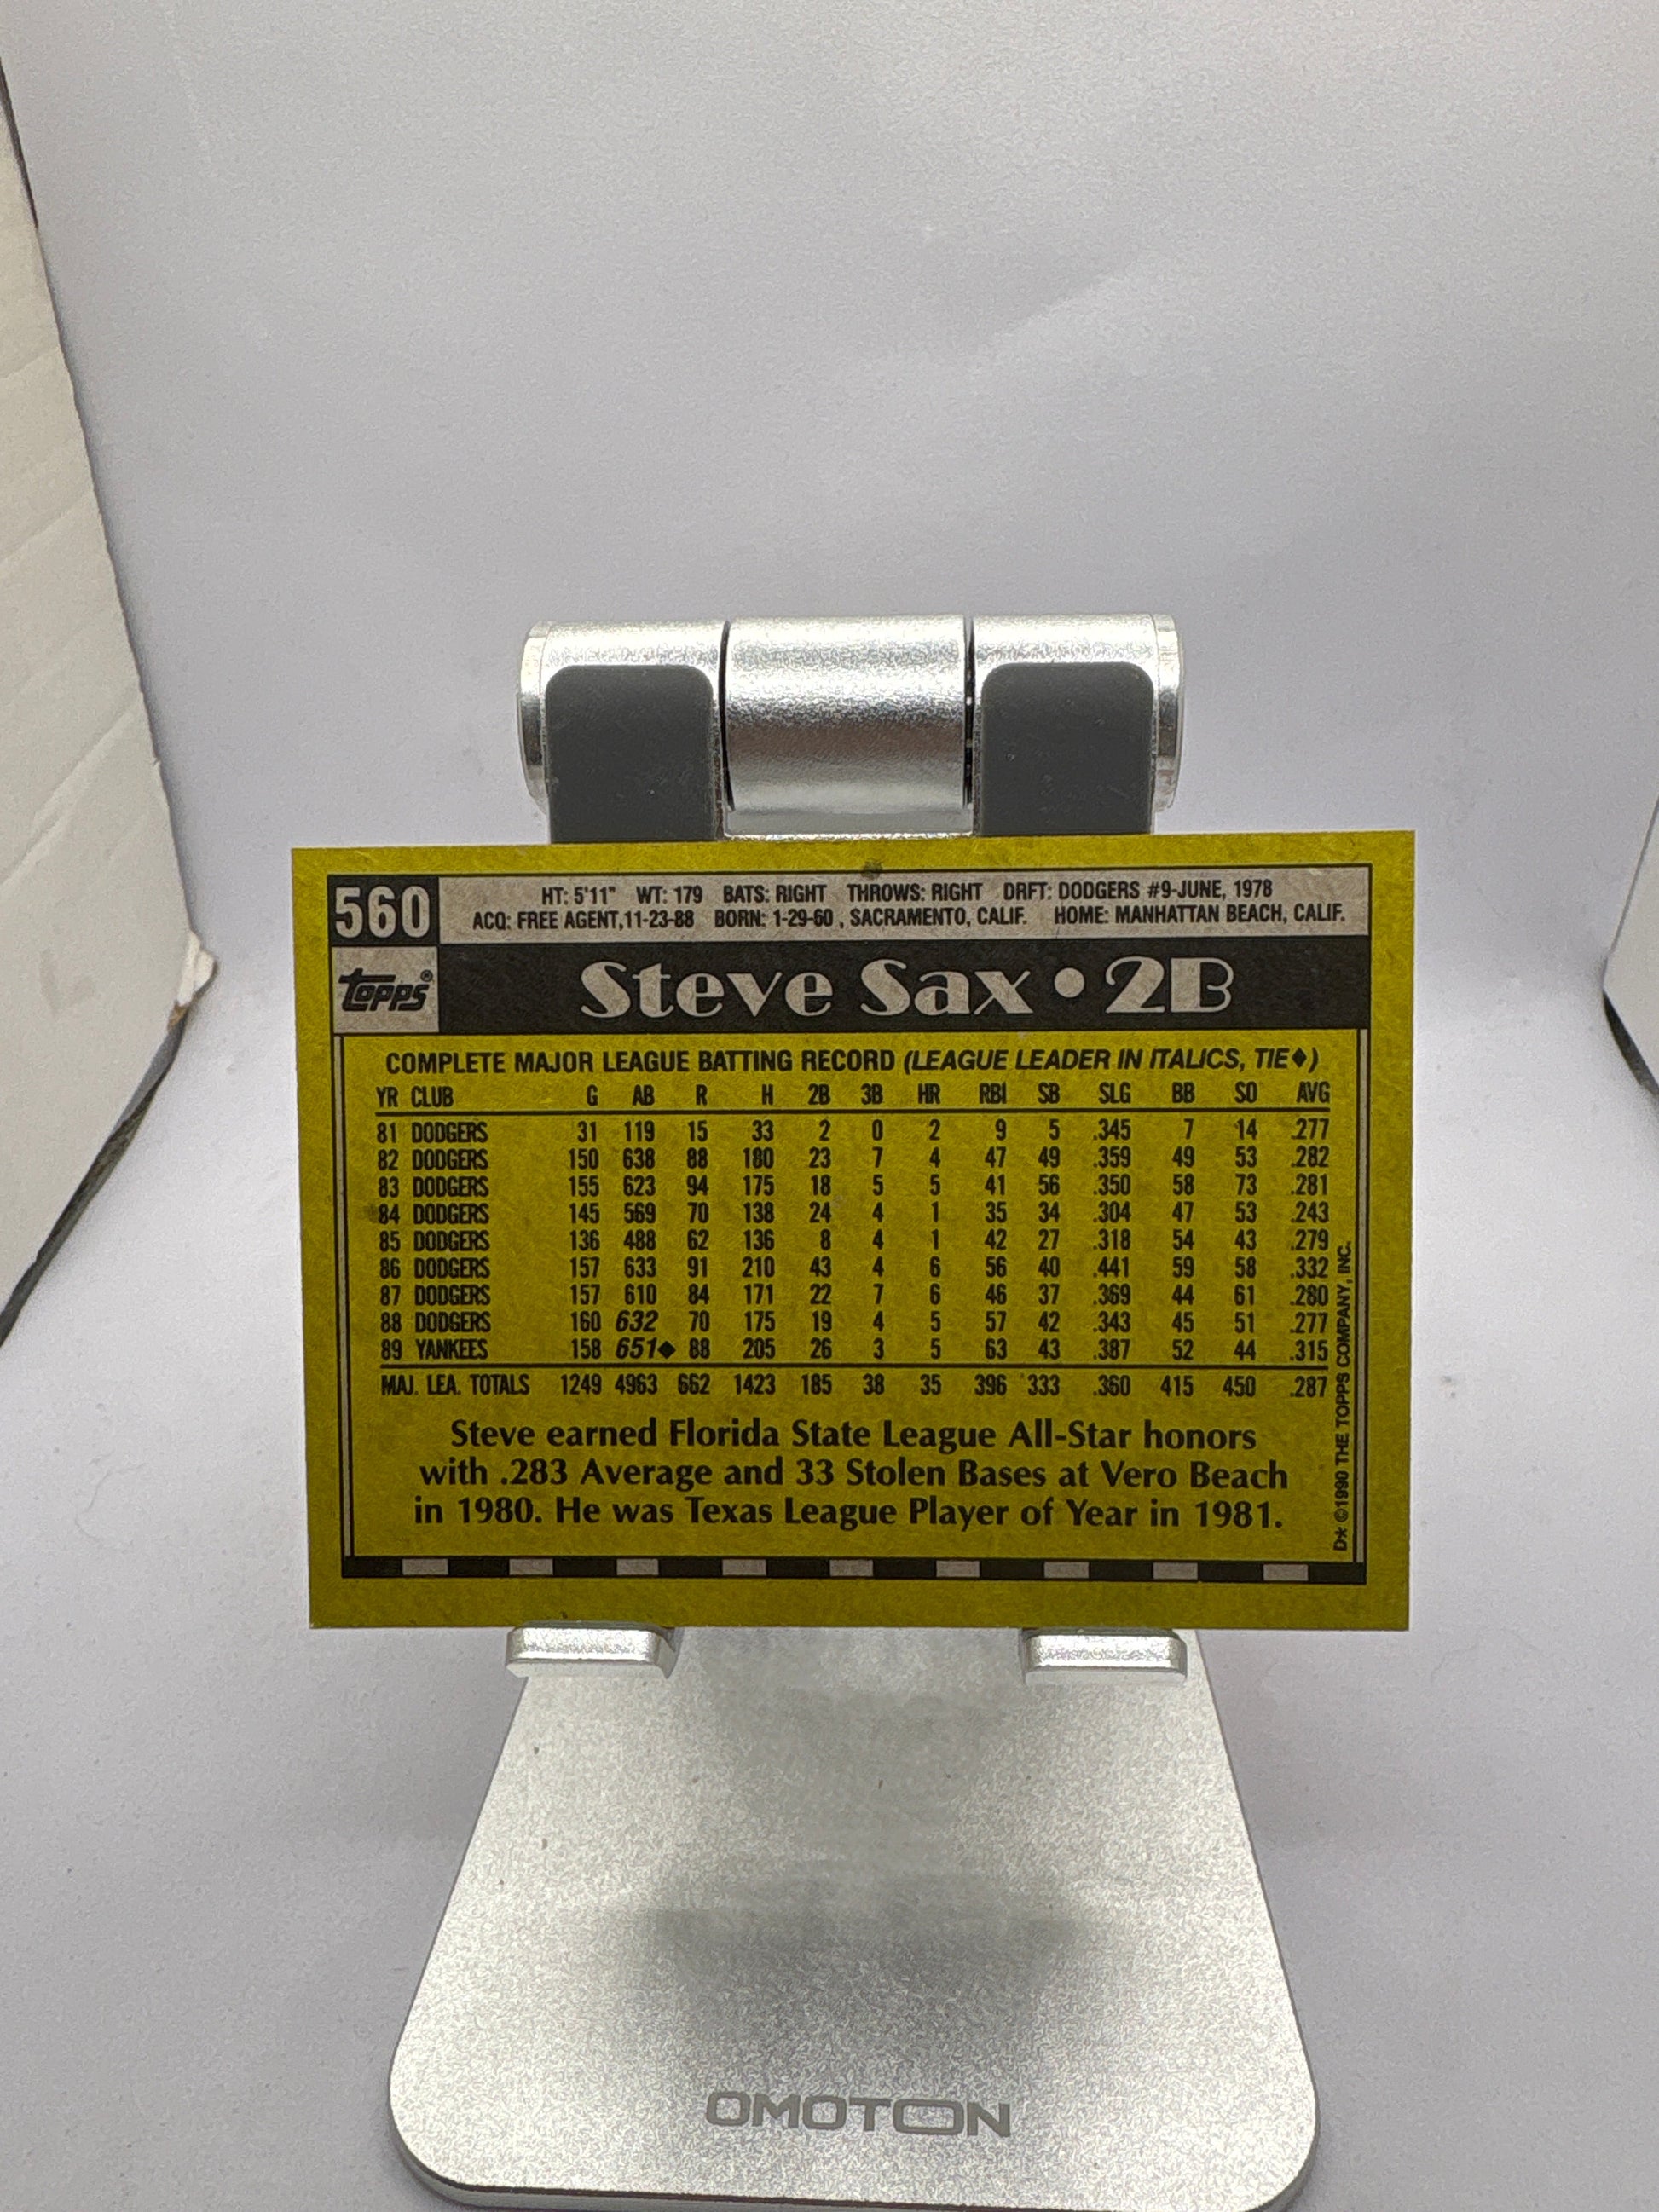 560
HT: 5'11" WT: 179 BATS: RIGHT THROWS: RIGHT DRFT: DODGERS #9-JUNE, 1978
ACQ: FREE AGENT,11-23-88 BORN: 1-29-60, SACRAMENTO, CALIF. HOME: MANHATTAN BEACH, CALIF.
TOPPS®
Steve Sax • 2B
COMPLETE MAJOR LEAGUE BATTING RECORD (LEAGUE LEADER IN ITALICS, TIE♦)
YR CLUB G AB R H 2B 3B HR RBI SB SLG BB SO AVG
81 DODGERS 31 119 15 33 2 0 2 9 5 .345 7 14 .277
82 DODGERS 150 638 88 180 23 7 4 47 49 .359 49 53 .282
83 DODGERS 155 623 94 175 18 5 5 41 56 .350 58 73 .281
84 DODGERS 145 569 70 138 24 4 1 35 34 .304 47 53 .243
85 DODGERS 136 488 62 136 8 4 1 42 27 .318 54 43 .279
86 DODGERS 157 633 91 210 43 4 6 56 40 .441 59 58 .332
87 DODGERS 157 610 84 171 22 7 6 46 37 .369 44 61 .280
88 DODGERS 160 632 70 175 19 4 5 57 42 .343 45 51 .277
89 YANKEES 158 651♦ 88 205 26 3 5 63 43 .387 52 44 .315
MAJ. LEA. TOTALS 1249 4963 662 1423 185 38 35 396 333 .360 415 450 .287
Steve earned Florida State League All-Star honors
with .283 Average and 33 Stolen Bases at Vero Beach
in 1980. He was Texas League Player of Year in 1981.
D* ©1990 THE TOPPS COMPANY, INC.
OMOTON